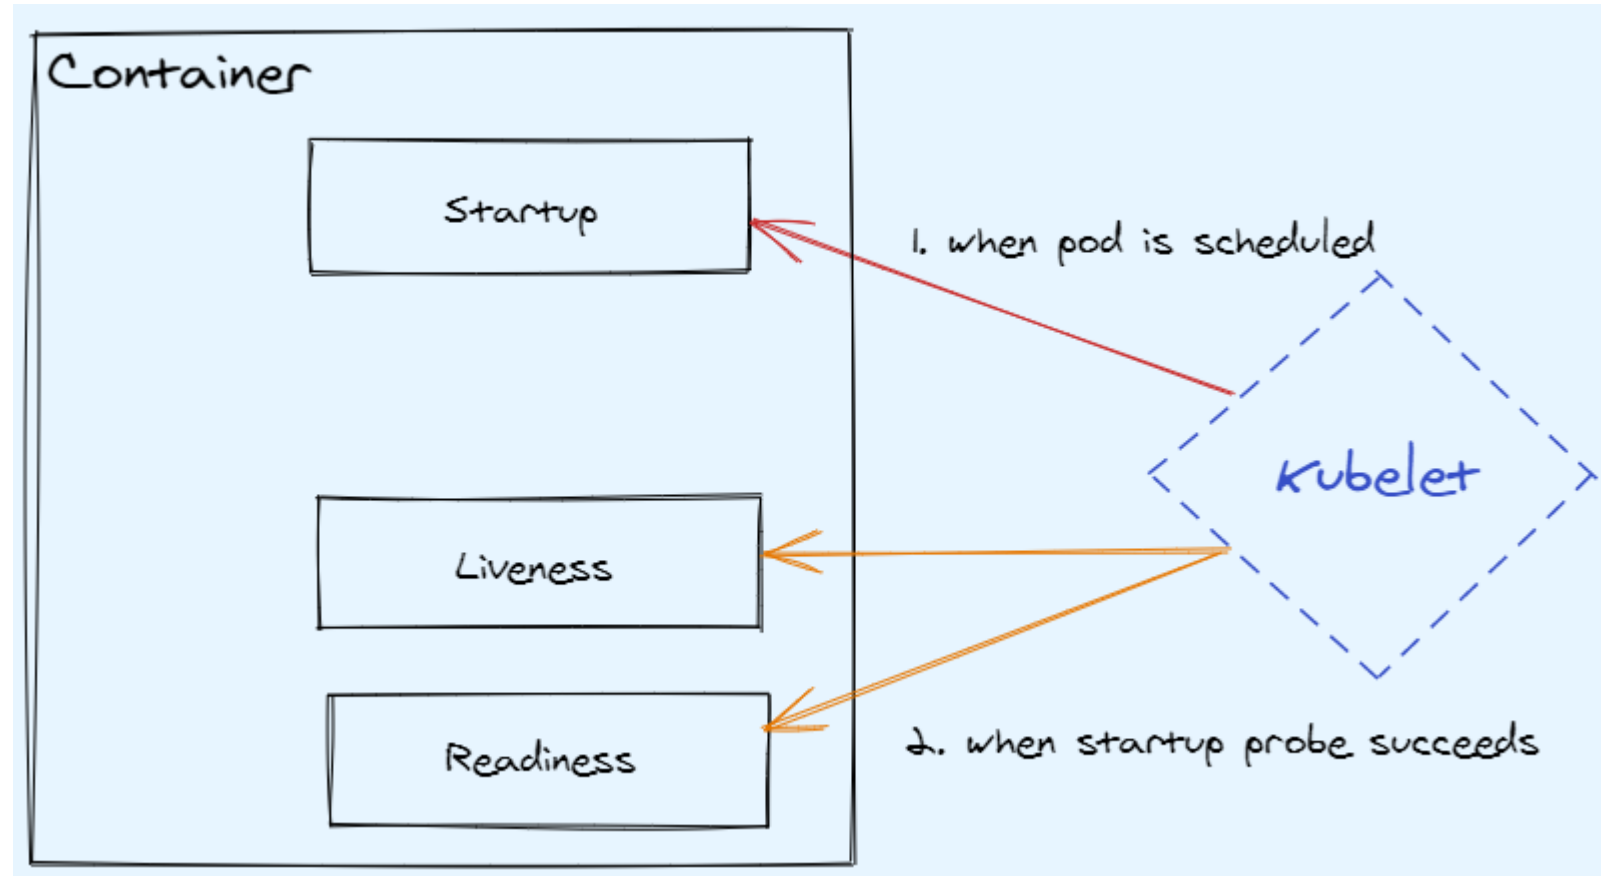 Container
Startup
1. when pod is scheduled
Kubelet
Liveness
2. when startup probe succeeds
Readiness